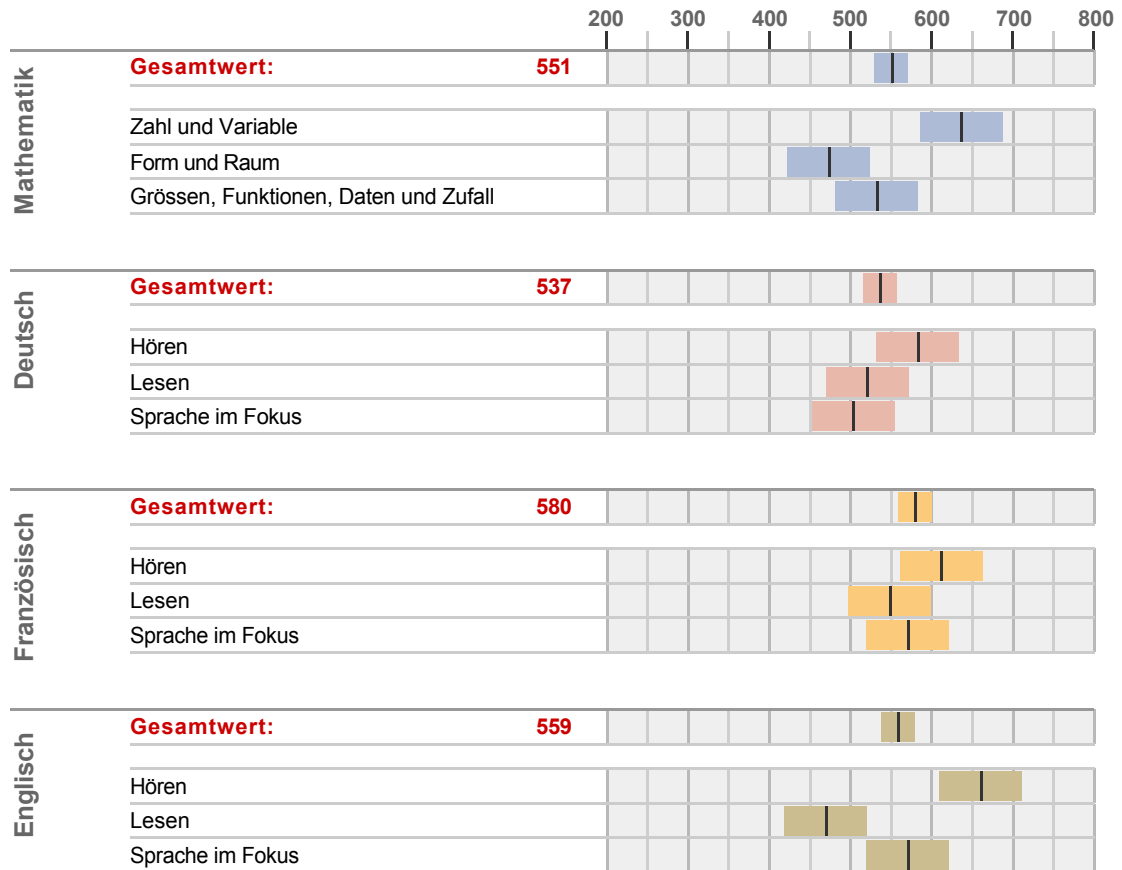 200 300 400 500 600 700 800
Mathematik
Gesamtwert: 551
Zahl und Variable
Form und Raum
Grössen, Funktionen, Daten und Zufall
Deutsch
Gesamtwert: 537
Hören
Lesen
Sprache im Fokus
Französisch
Gesamtwert: 580
Hören
Lesen
Sprache im Fokus
Englisch
Gesamtwert: 559
Hören
Lesen
Sprache im Fokus